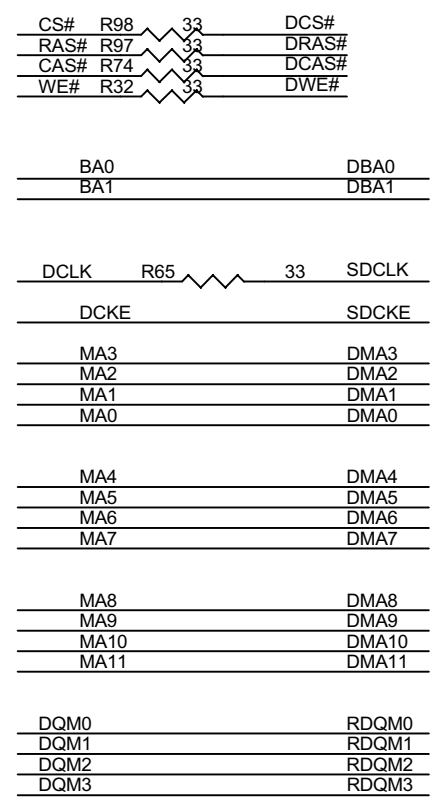 CS# R98 33 DCS#
RAS# R97 33 DRAS#
CAS# R74 33 DCAS#
WE# R32 33 DWE#
BA0 DBA0
BA1 DBA1
DCLK R65 33 SDCLK
DCKE SDCKE
MA3 DMA3
MA2 DMA2
MA1 DMA1
MA0 DMA0
MA4 DMA4
MA5 DMA5
MA6 DMA6
MA7 DMA7
MA8 DMA8
MA9 DMA9
MA10 DMA10
MA11 DMA11
DQM0 RDQM0
DQM1 RDQM1
DQM2 RDQM2
DQM3 RDQM3